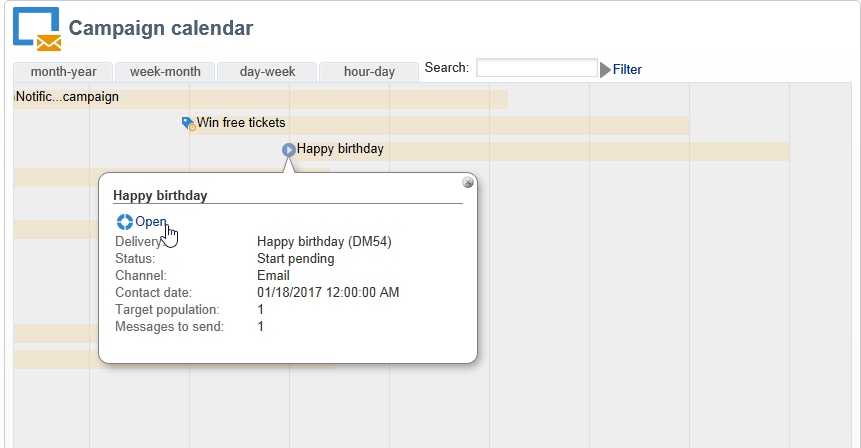 Campaign calendar
month-year week-month day-week hour-day Search: Filter
Notific...campaign
Win free tickets
Happy birthday
Happy birthday
Open
Delivery: Happy birthday (DM54)
Status: Start pending
Channel: Email
Contact date: 01/18/2017 12:00:00 AM
Target population: 1
Messages to send: 1